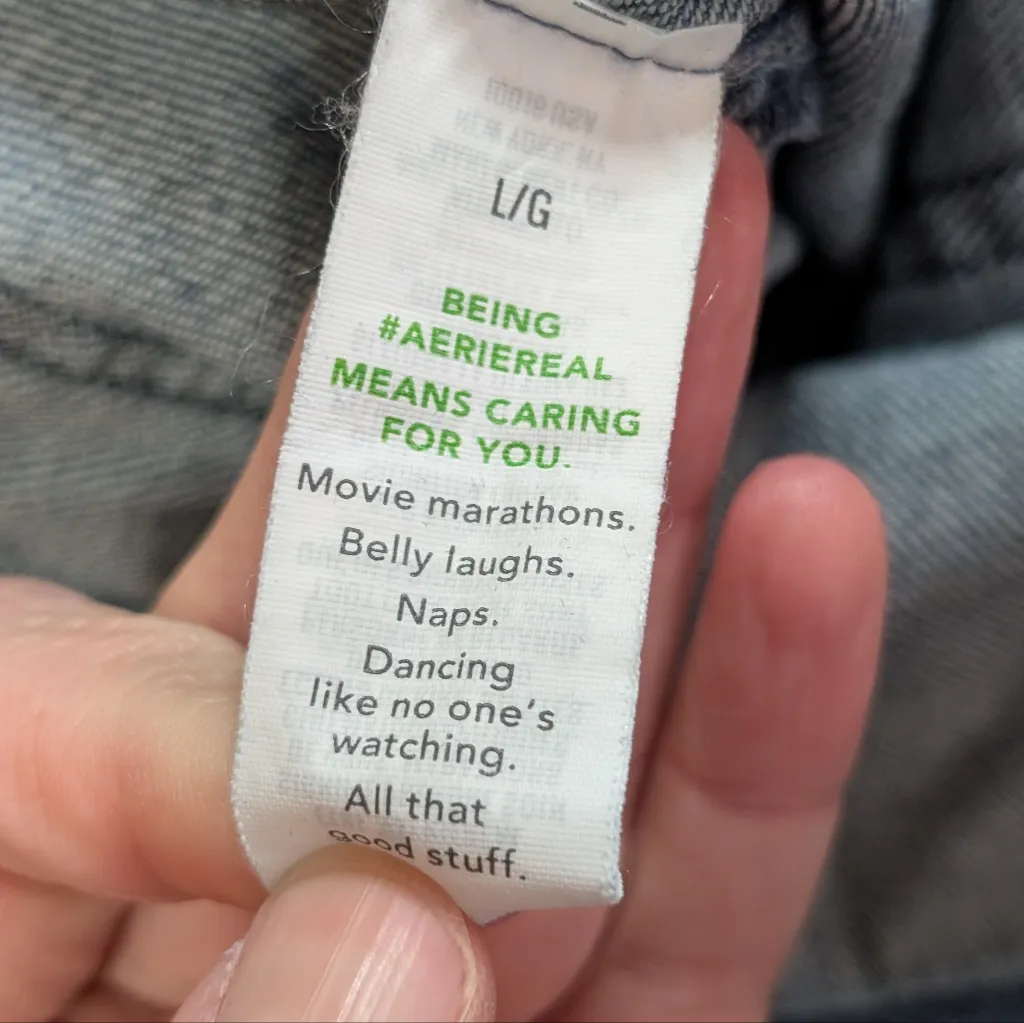 L/G
BEING
#AERIEREAL
MEANS CARING
FOR YOU.
Movie marathons.
Belly laughs.
Naps.
Dancing
like no one's
watching.
All that
good stuff.